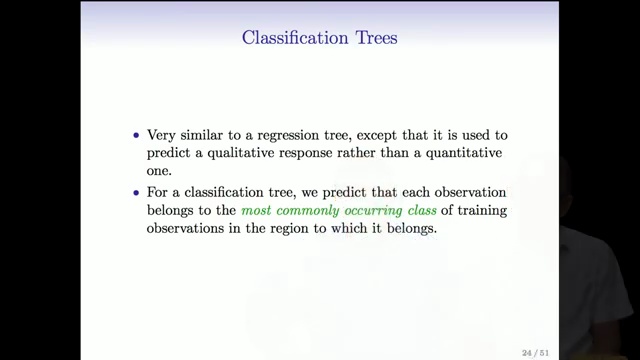 Classification Trees
• Very similar to a regression tree, except that it is used to
predict a qualitative response rather than a quantitative
one.
• For a classification tree, we predict that each observation
belongs to the most commonly occurring class of training
observations in the region to which it belongs.
24 / 51